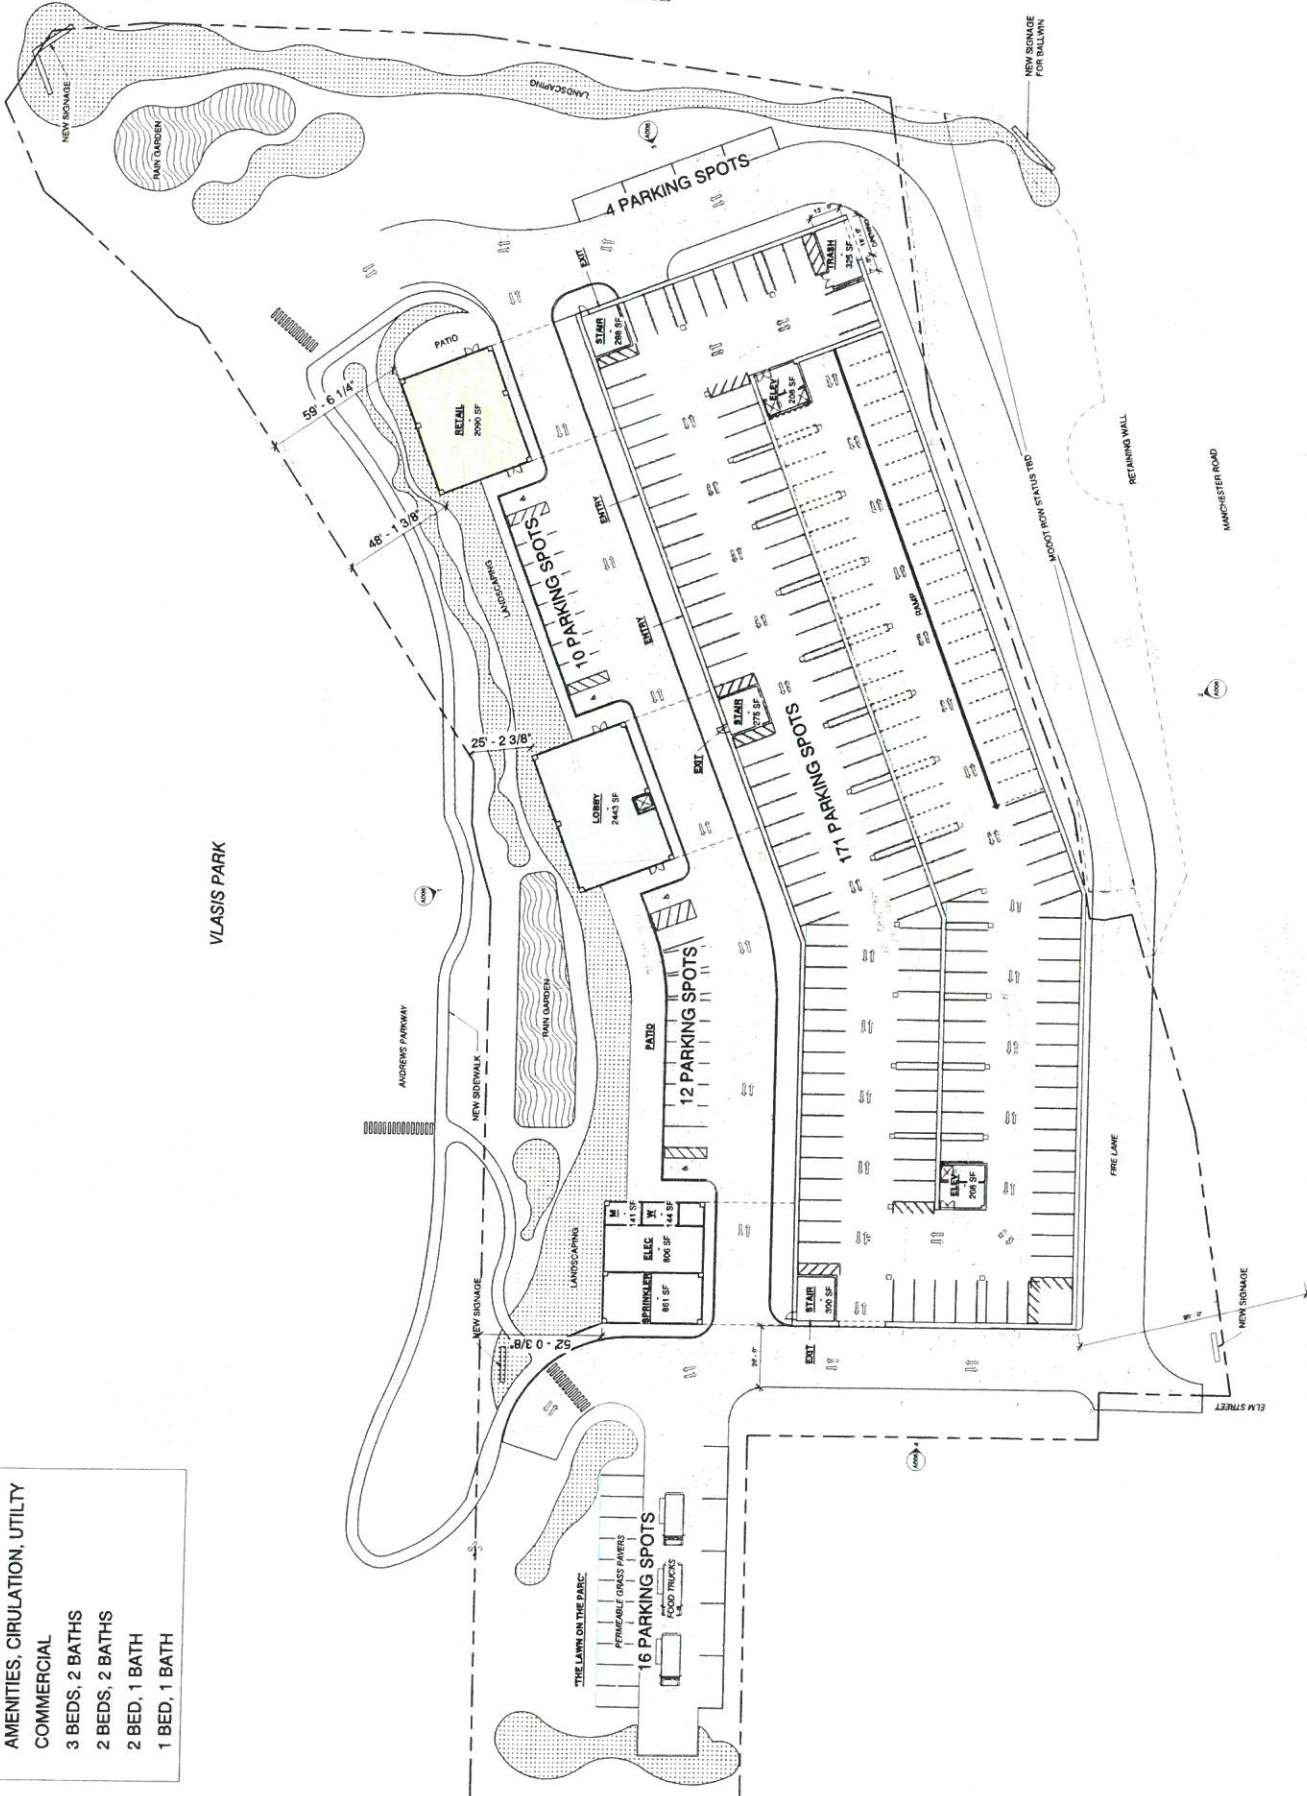 AMENITIES, CIRULATION, UTILTY
COMMERCIAL
3 BEDS, 2 BATHS
2 BEDS, 2 BATHS
2 BED, 1 BATH
1 BED, 1 BATH
VLASIS PARK
ANDREWS PARKWAY
NEW SIDEWALK
NEW SIGNAGE
RAIN GARDEN
LANDSCAPING
NEW SIGNAGE
FOR BALLWIN
4 PARKING SPOTS
59' - 6 1/4"
48' - 1 3/8"
25' - 2 3/8"
52' - 0 3/8"
PATIO
RETAIL
2090 SF
LANDSCAPING
10 PARKING SPOTS
ENTRY
ENTRY
EXIT
STAIR
288 SF
TRASH
325 SF
ELEV
208 SF
LOBBY
2443 SF
EXIT
STAIR
275 SF
171 PARKING SPOTS
RAMP
MODOT ROW STATUS TBD
RETAINING WALL
MANCHESTER ROAD
RAIN GARDEN
PATIO
12 PARKING SPOTS
LANDSCAPING
M
141 SF
W
144 SF
ELEC
806 SF
SPRINKLER
861 SF
ELEV
208 SF
STAIR
300 SF
EXIT
FIRE LANE
NEW SIGNAGE
NEW SIGNAGE
ELM STREET
"THE LAWN ON THE PARC"
PERMEABLE GRASS PAVERS
16 PARKING SPOTS
FOOD TRUCKS